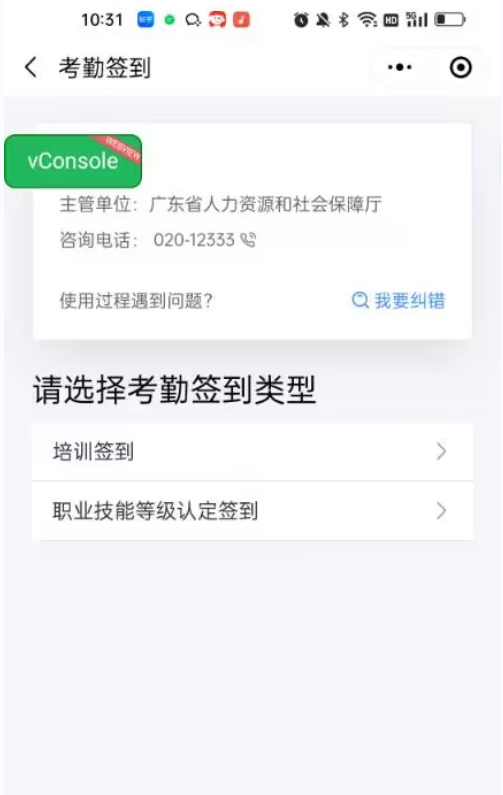 10:31
HD 5G
考勤签到
vConsole
WEBVIEW
主管单位：广东省人力资源和社会保障厅
咨询电话： 020-12333
使用过程遇到问题？ 我要纠错
请选择考勤签到类型
培训签到
职业技能等级认定签到